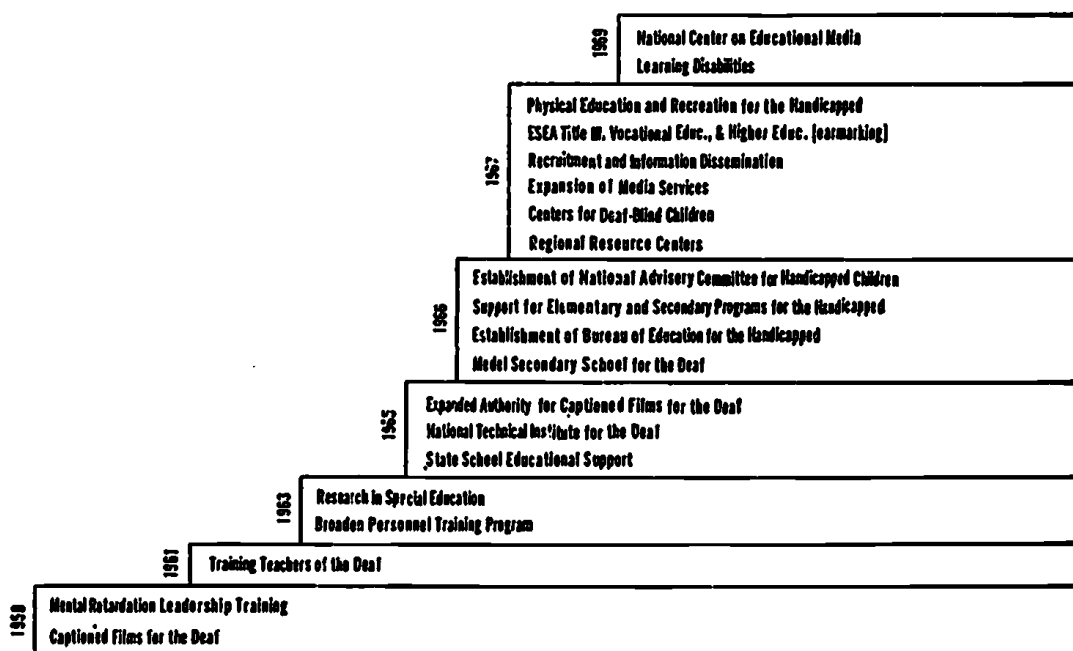 1969
National Center on Educational Media
Learning Disabilities
1967
Physical Education and Recreation for the Handicapped
ESEA Title III, Vocational Educ., & Higher Educ. [earmarking]
Recruitment and Information Dissemination
Expansion of Media Services
Centers for Deaf-Blind Children
Regional Resource Centers
1966
Establishment of National Advisory Committee for Handicapped Children
Support for Elementary and Secondary Programs for the Handicapped
Establishment of Bureau of Education for the Handicapped
Model Secondary School for the Deaf
1965
Expanded Authority for Captioned Films for the Deaf
National Technical Institute for the Deaf
State School Educational Support
1963
Research in Special Education
Broaden Personnel Training Program
1961
Training Teachers of the Deaf
1958
Mental Retardation Leadership Training
Captioned Films for the Deaf